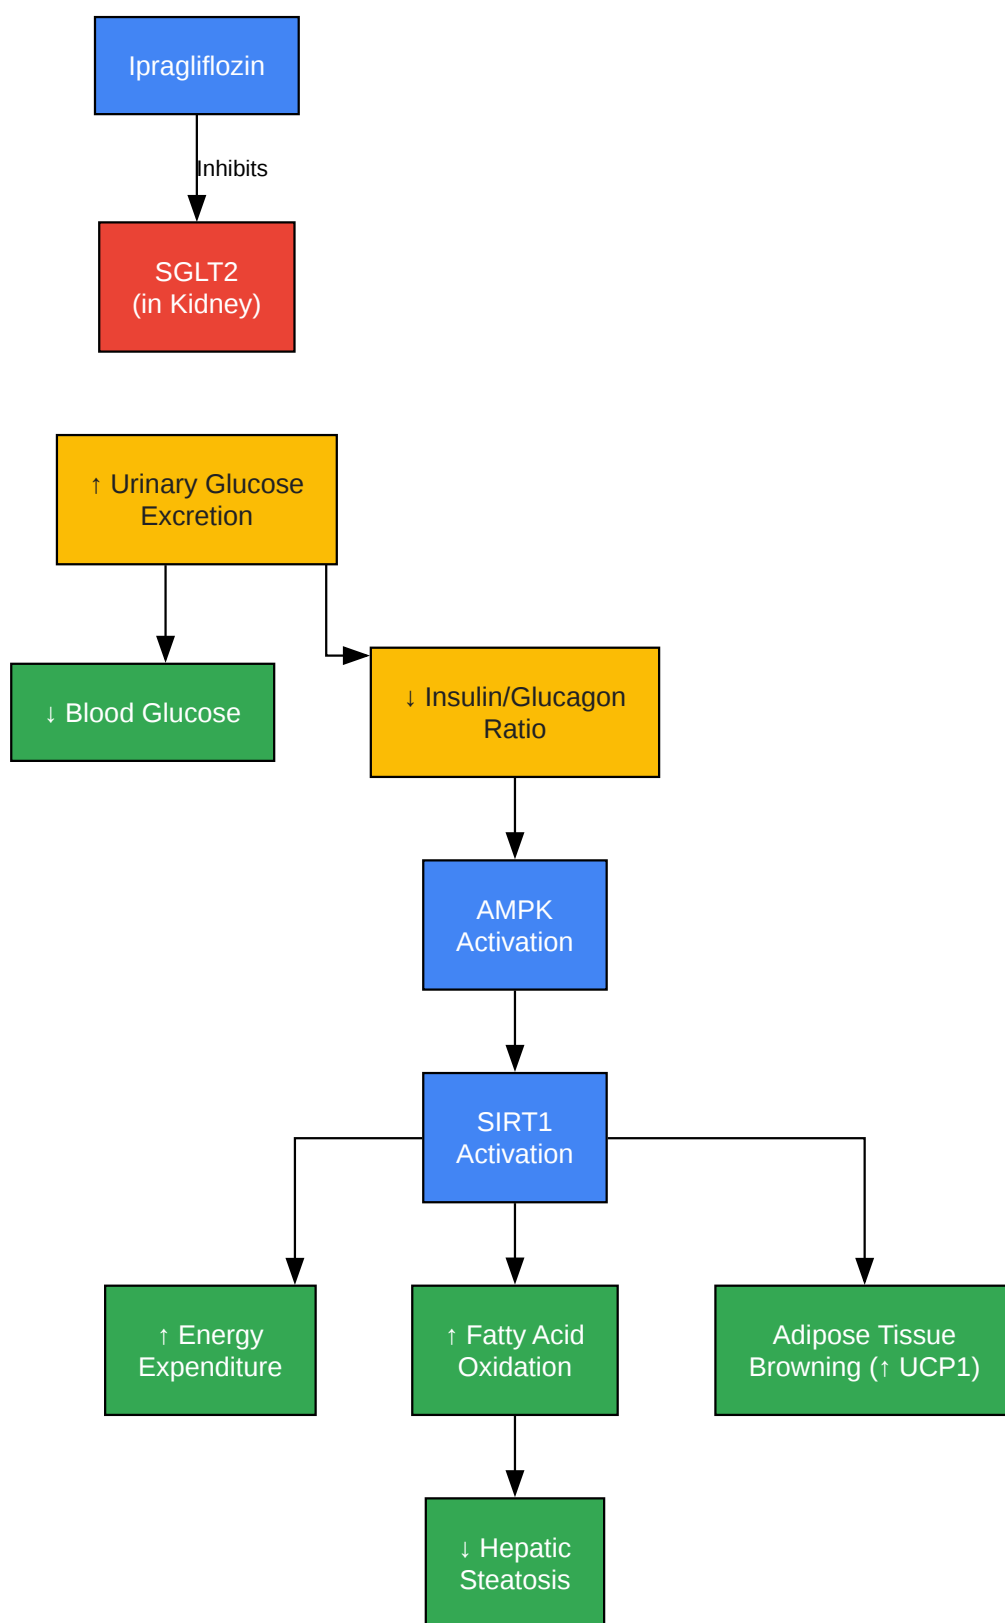 Ipragliflozin
Inhibits
SGLT2
(in Kidney)
↑ Urinary Glucose
Excretion
↓ Blood Glucose
↓ Insulin/Glucagon
Ratio
AMPK
Activation
SIRT1
Activation
↑ Energy
Expenditure
↑ Fatty Acid
Oxidation
Adipose Tissue
Browning (↑ UCP1)
↓ Hepatic
Steatosis